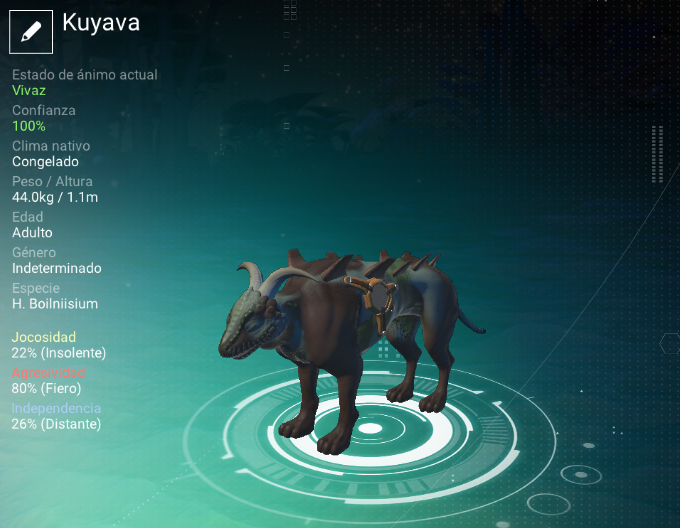 Kuyava
Estado de ánimo actual
Vivaz
Confianza
100%
Clima nativo
Congelado
Peso / Altura
44.0kg / 1.1m
Edad
Adulto
Género
Indeterminado
Especie
H. Boilniisium
Jocosidad
22% (Insolente)
Agresividad
80% (Fiero)
Independencia
26% (Distante)